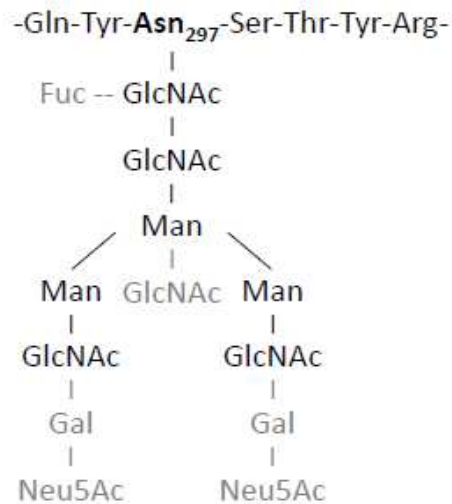 -Gln-Tyr-Asn297-Ser-Thr-Tyr-Arg-
Fuc -- GlcNAc
GlcNAc
Man
Man GlcNAc Man
GlcNAc GlcNAc
Gal Gal
Neu5Ac Neu5Ac